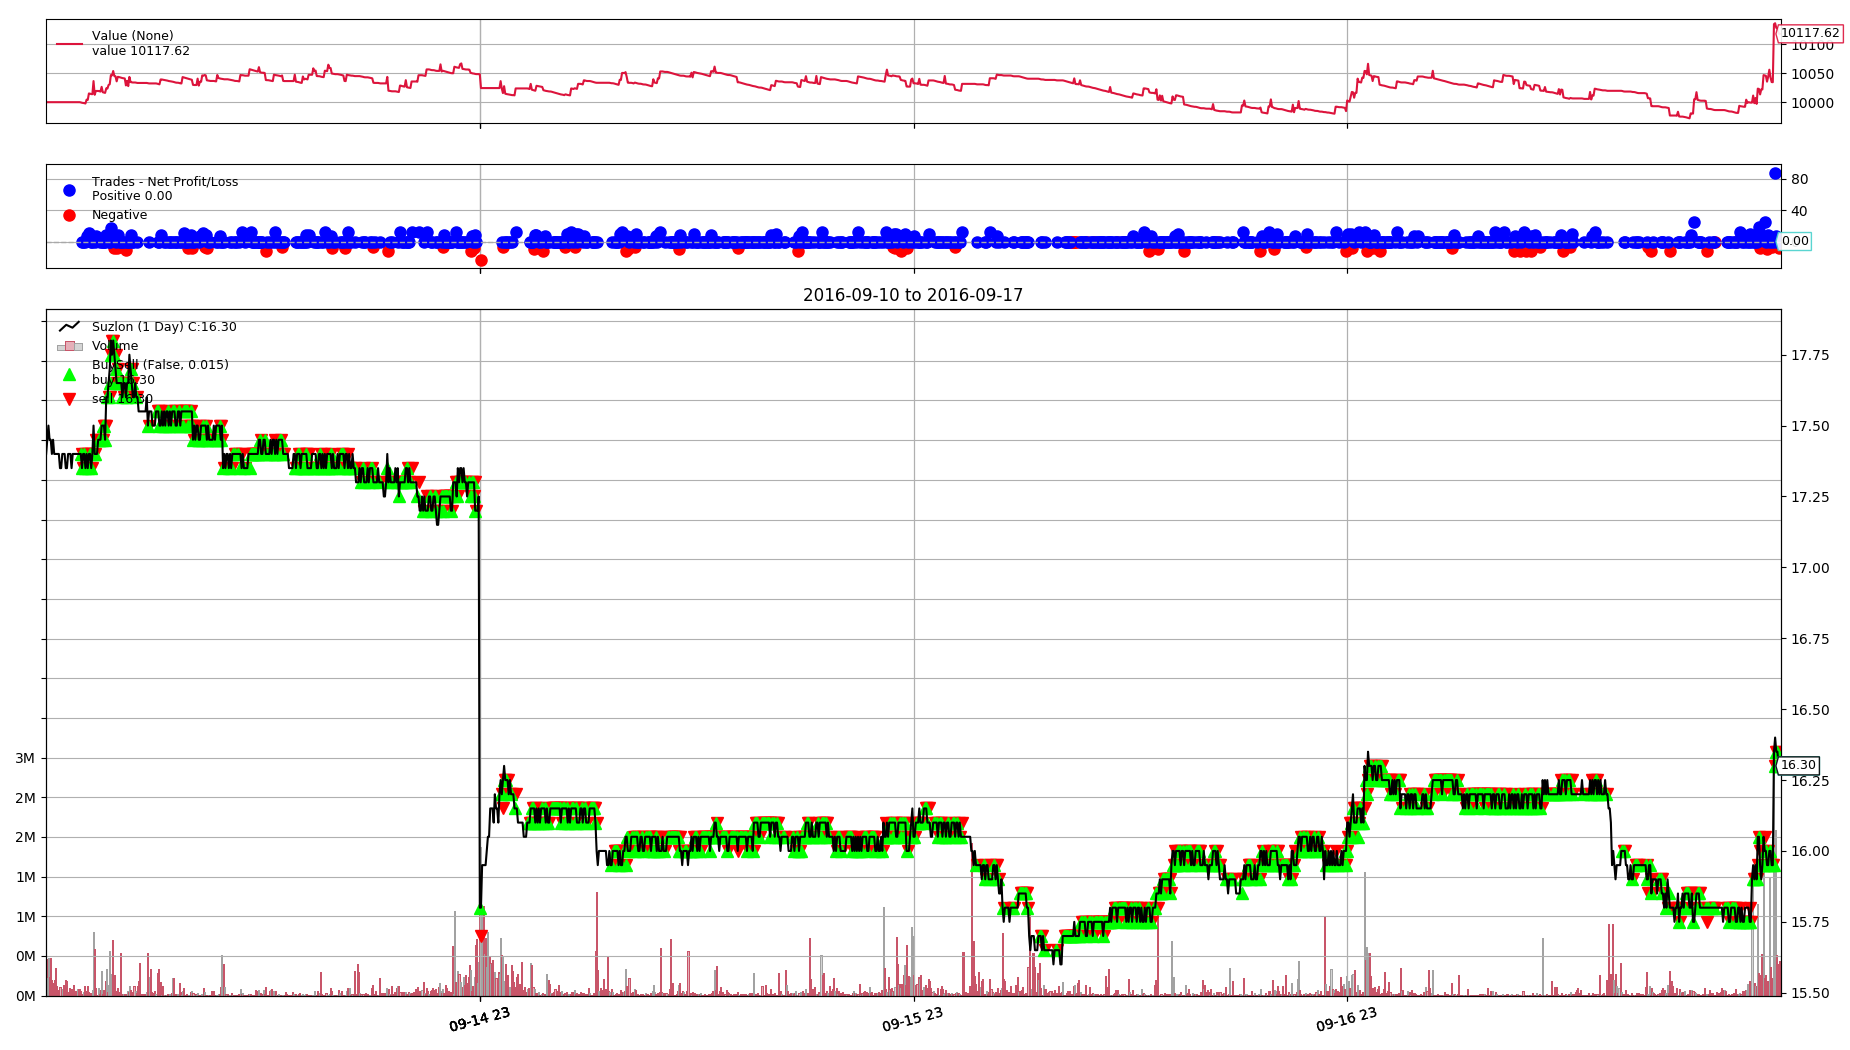 Value (None)
value 10117.62
10117.62
10100
10050
10000
Trades - Net Profit/Loss
Positive 0.00
Negative
80
40
0.00
2016-09-10 to 2016-09-17
Suzlon (1 Day) C:16.30
Volume
BuySell (False, 0.015)
buy 16.30
sell 16.30
17.75
17.50
17.25
17.00
16.75
16.50
16.30
16.25
16.00
15.75
15.50
3M
2M
2M
1M
1M
0M
0M
09-14 23
09-15 23
09-16 23